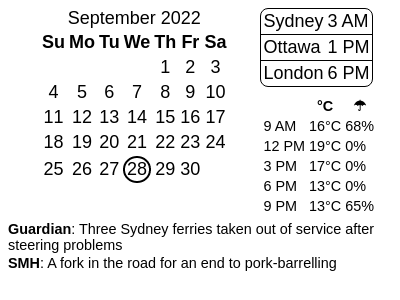 September 2022
Su Mo Tu We Th Fr Sa
1 2 3
4 5 6 7 8 9 10
11 12 13 14 15 16 17
18 19 20 21 22 23 24
25 26 27 28 29 30
Sydney 3 AM
Ottawa 1 PM
London 6 PM
°C ☂
9 AM 16°C 68%
12 PM 19°C 0%
3 PM 17°C 0%
6 PM 13°C 0%
9 PM 13°C 65%
Guardian: Three Sydney ferries taken out of service after
steering problems
SMH: A fork in the road for an end to pork-barrelling